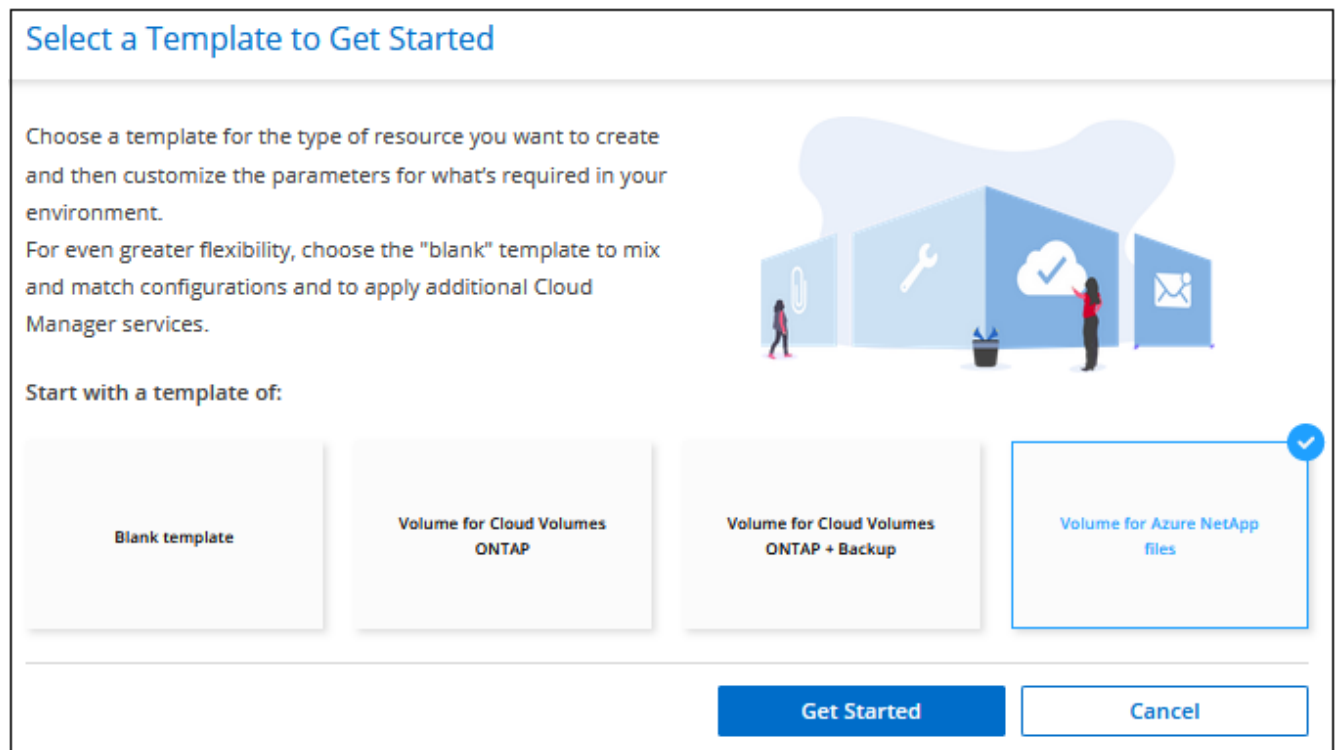 Select a Template to Get Started
Choose a template for the type of resource you want to create
and then customize the parameters for what's required in your
environment.
For even greater flexibility, choose the "blank" template to mix
and match configurations and to apply additional Cloud
Manager services.
Start with a template of:
Blank template
Volume for Cloud Volumes
ONTAP
Volume for Cloud Volumes
ONTAP + Backup
Volume for Azure NetApp
files
Get Started
Cancel